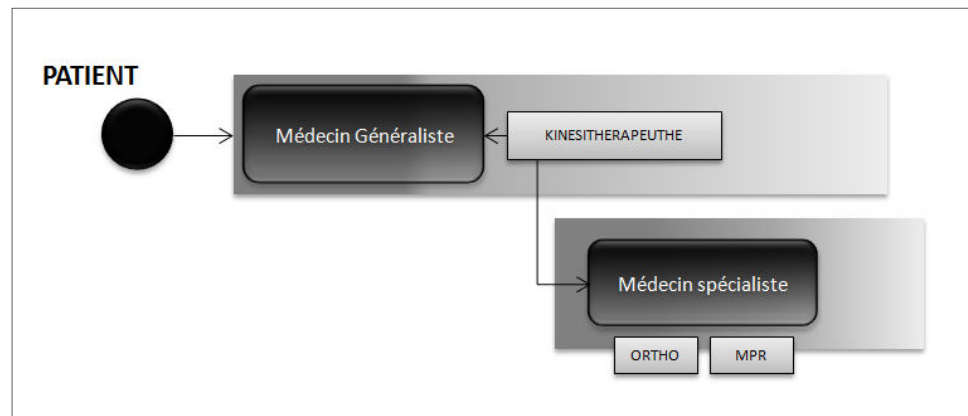 PATIENT
Médecin Généraliste
KINESITHERAPEUTHE
Médecin spécialiste
ORTHO
MPR